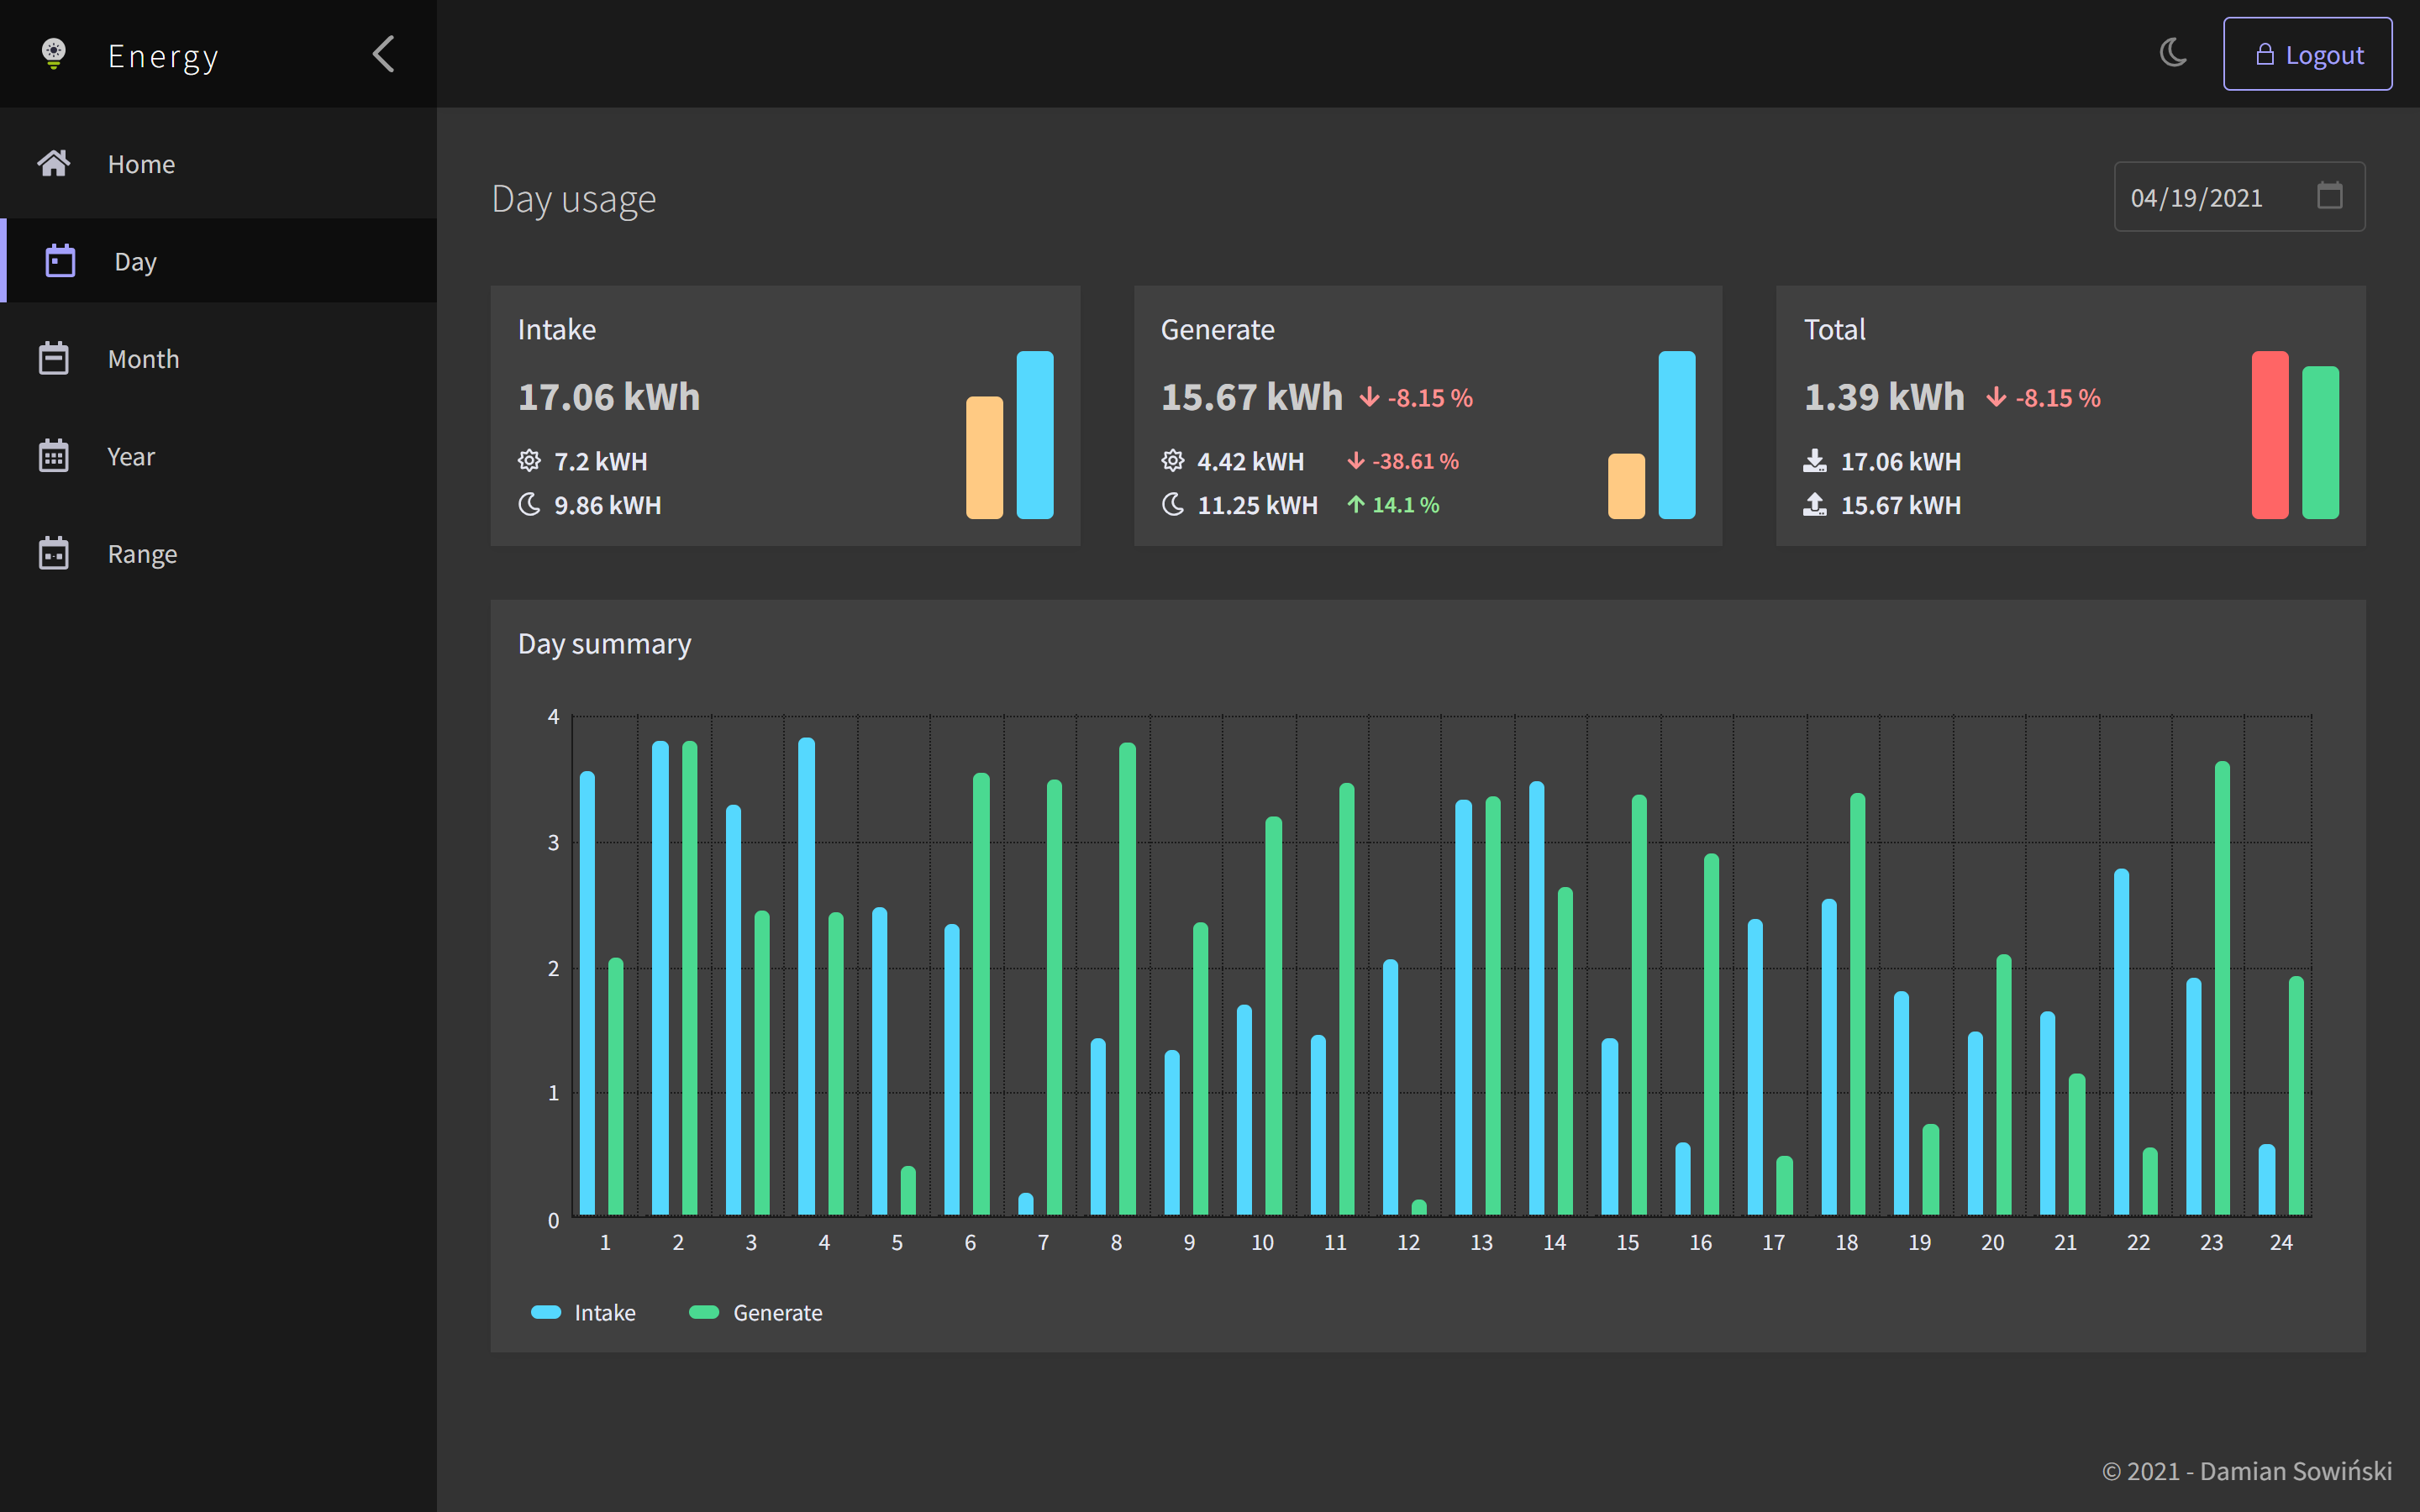 Energy
Logout
Home
Day
Month
Year
Range
Day usage
04/19/2021
Intake
17.06 kWh
7.2 kWH
9.86 kWH
Generate
15.67 kWh -8.15 %
4.42 kWH -38.61 %
11.25 kWH 14.1 %
Total
1.39 kWh -8.15 %
17.06 kWH
15.67 kWH
Day summary
4
3
2
1
0
1 2 3 4 5 6 7 8 9 10 11 12 13 14 15 16 17 18 19 20 21 22 23 24
Intake Generate
© 2021 - Damian Sowiński